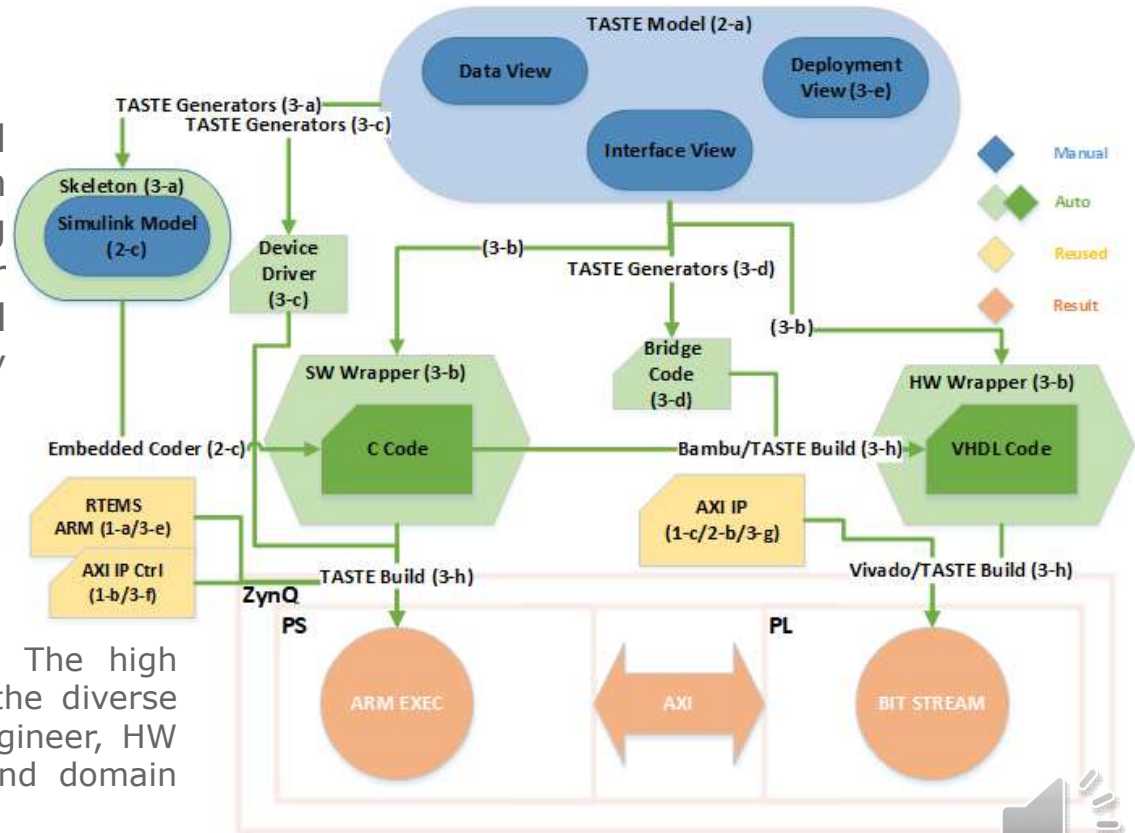 TASTE Model (2-a)
Data View
Deployment
View (3-e)
Interface View
TASTE Generators (3-a)
TASTE Generators (3-c)
Skeleton (3-a)
Simulink Model
(2-c)
Device
Driver
(3-c)
(3-b)
TASTE Generators (3-d)
(3-b)
Manual
Auto
Reused
Result
SW Wrapper (3-b)
C Code
Bridge
Code
(3-d)
HW Wrapper (3-b)
VHDL Code
Embedded Coder (2-c)
Bambu/TASTE Build (3-h)
RTEMS
ARM (1-a/3-e)
AXI IP Ctrl
(1-b/3-f)
AXI IP
(1-c/2-b/3-g)
TASTE Build (3-h)
Vivado/TASTE Build (3-h)
ZynQ
PS
PL
ARM EXEC
AXI
BIT STREAM
The high
the diverse
gineer, HW
nd domain